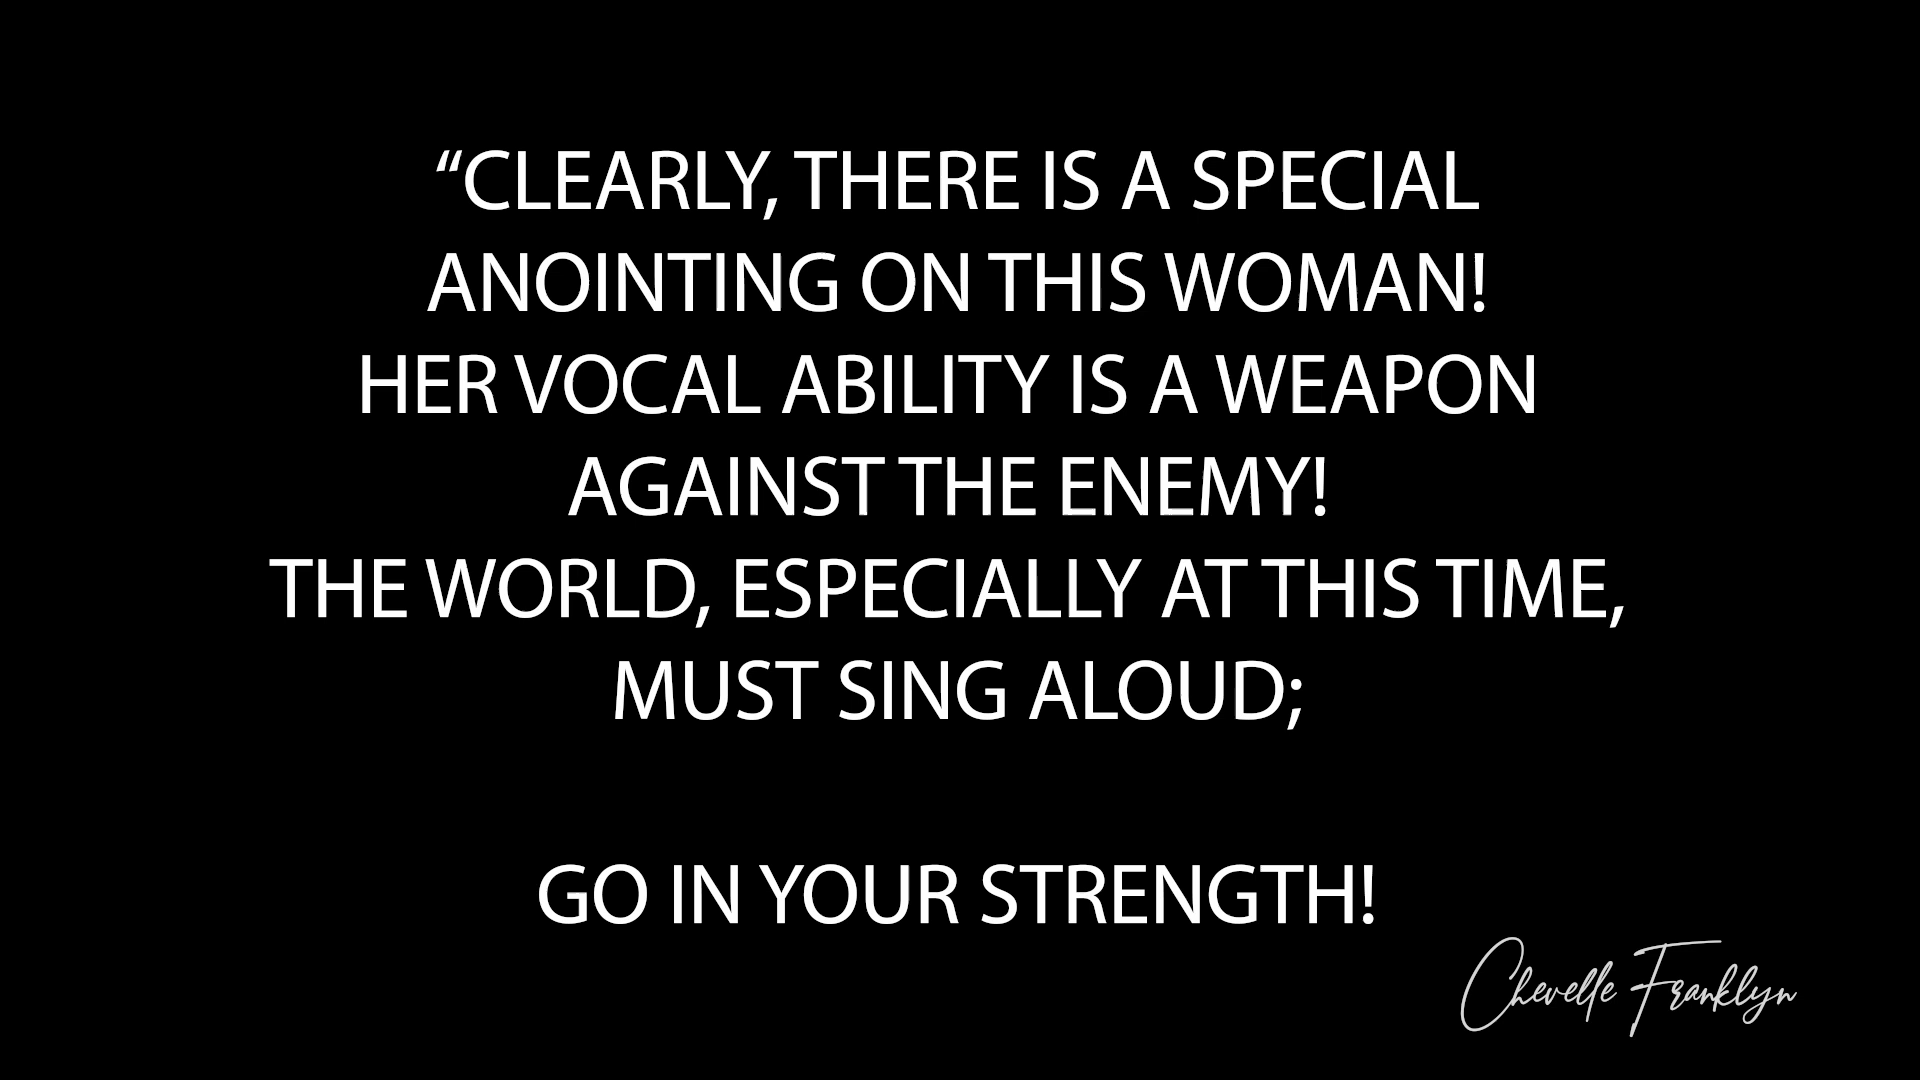 “CLEARLY, THERE IS A SPECIAL
ANOINTING ON THIS WOMAN!
HER VOCAL ABILITY IS A WEAPON
AGAINST THE ENEMY!
THE WORLD, ESPECIALLY AT THIS TIME,
MUST SING ALOUD;
GO IN YOUR STRENGTH!
Chevelle Franklyn